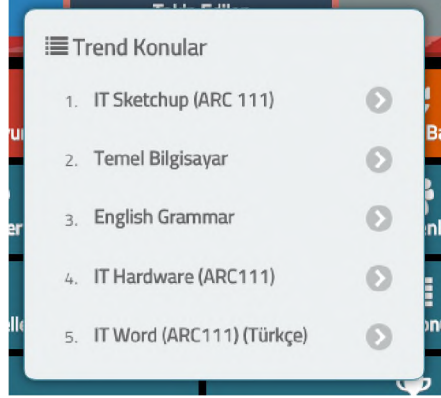 Trend Konular
1. IT Sketchup (ARC 111)
2. Temel Bilgisayar
3. English Grammar
4. IT Hardware (ARC111)
5. IT Word (ARC111) (Türkçe)